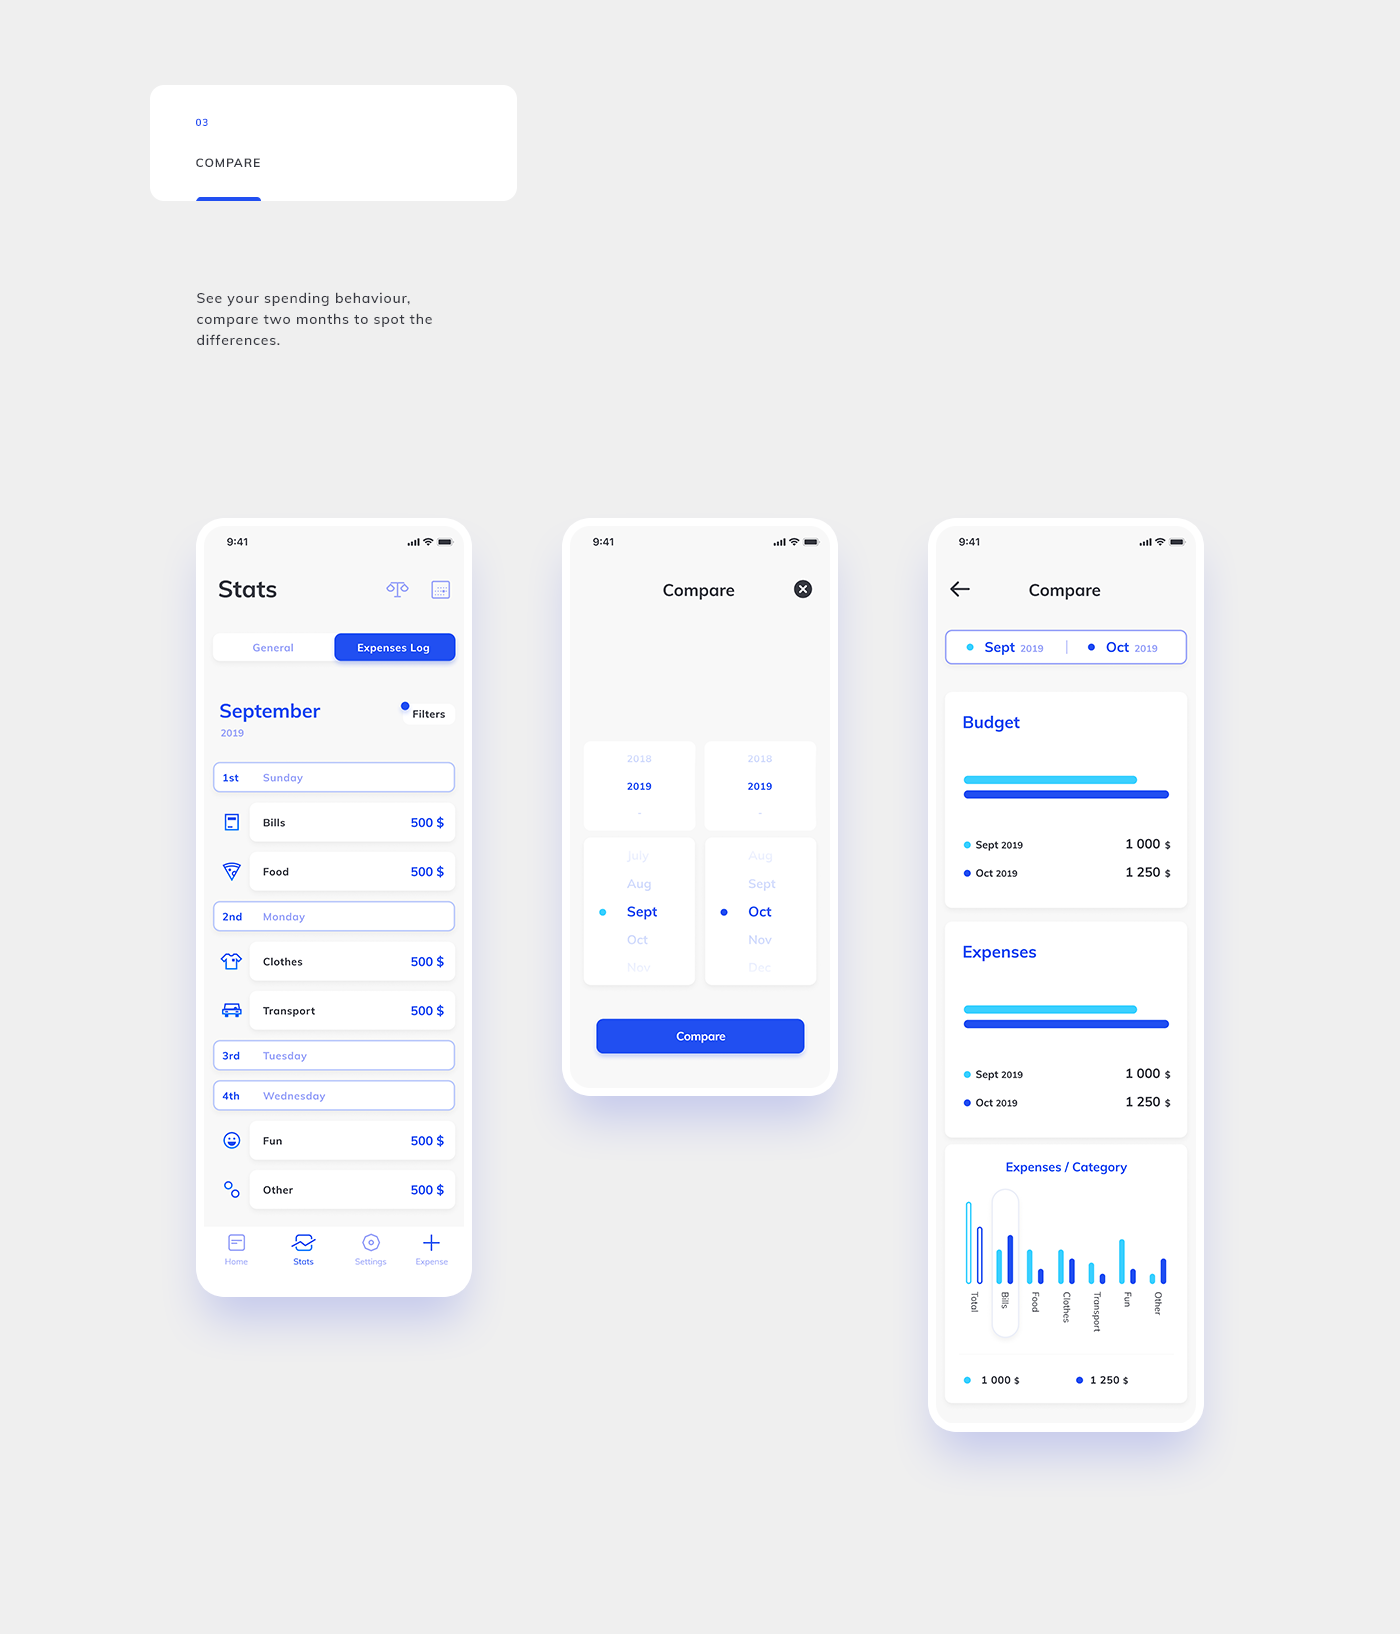 03
COMPARE
See your spending behaviour,
compare two months to spot the
differences.
9:41
Stats
General Expenses Log
September
2019
Filters
1st Sunday
Bills 500 $
Food 500 $
2nd Monday
Clothes 500 $
Transport 500 $
3rd Tuesday
4th Wednesday
Fun 500 $
Other 500 $
Home Stats Settings Expense
9:41
Compare
2018 2018
2019 2019
- -
July Aug
Aug Sept
Sept Oct
Oct Nov
Nov Dec
Compare
9:41
Compare
Sept 2019 | Oct 2019
Budget
Sept 2019 1 000 $
Oct 2019 1 250 $
Expenses
Sept 2019 1 000 $
Oct 2019 1 250 $
Expenses / Category
Total Bills Food Clothes Transport Fun Other
1 000 $ 1 250 $